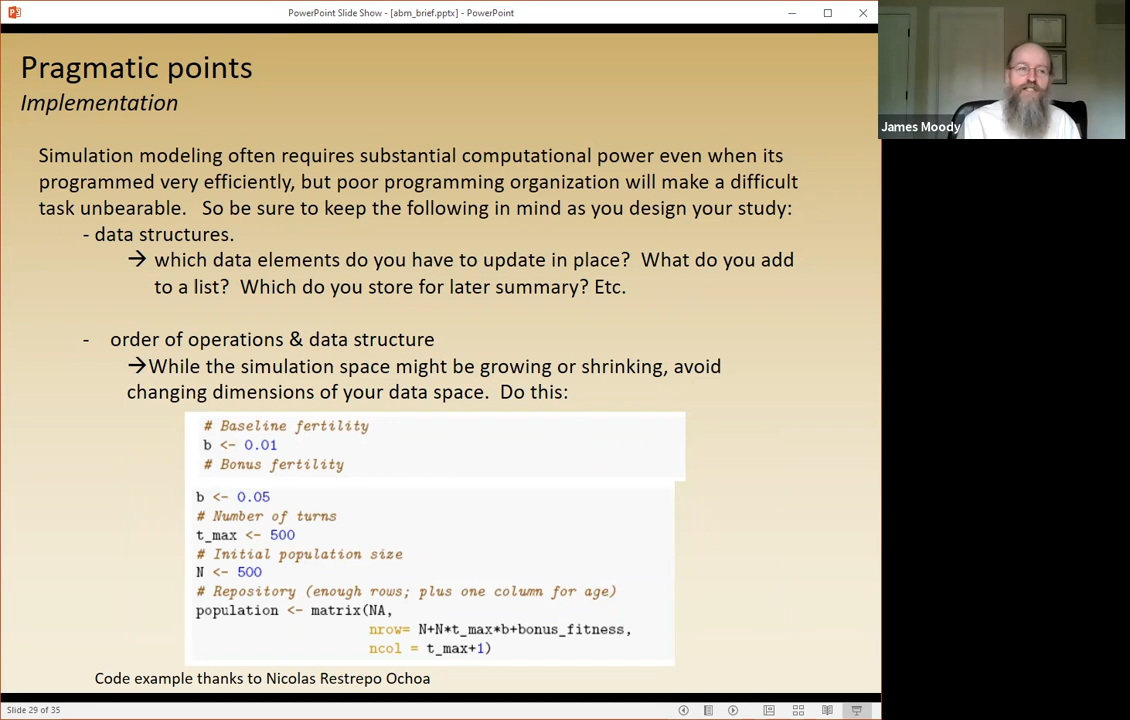 PowerPoint Slide Show - [abm_brief.pptx] - PowerPoint
Pragmatic points
Implementation
James Moody
Simulation modeling often requires substantial computational power even when its
programmed very efficiently, but poor programming organization will make a difficult
task unbearable.   So be sure to keep the following in mind as you design your study:
- data structures.
→ which data elements do you have to update in place?  What do you add
to a list?  Which do you store for later summary? Etc.
- order of operations & data structure
→While the simulation space might be growing or shrinking, avoid
changing dimensions of your data space.  Do this:
# Baseline fertility
b <- 0.01
# Bonus fertility
b <- 0.05
# Number of turns
t_max <- 500
# Initial population size
N <- 500
# Repository (enough rows; plus one column for age)
population <- matrix(NA,
nrow= N+N*t_max*b+bonus_fitness,
ncol = t_max+1)
Code example thanks to Nicolas Restrepo Ochoa
Slide 29 of 35